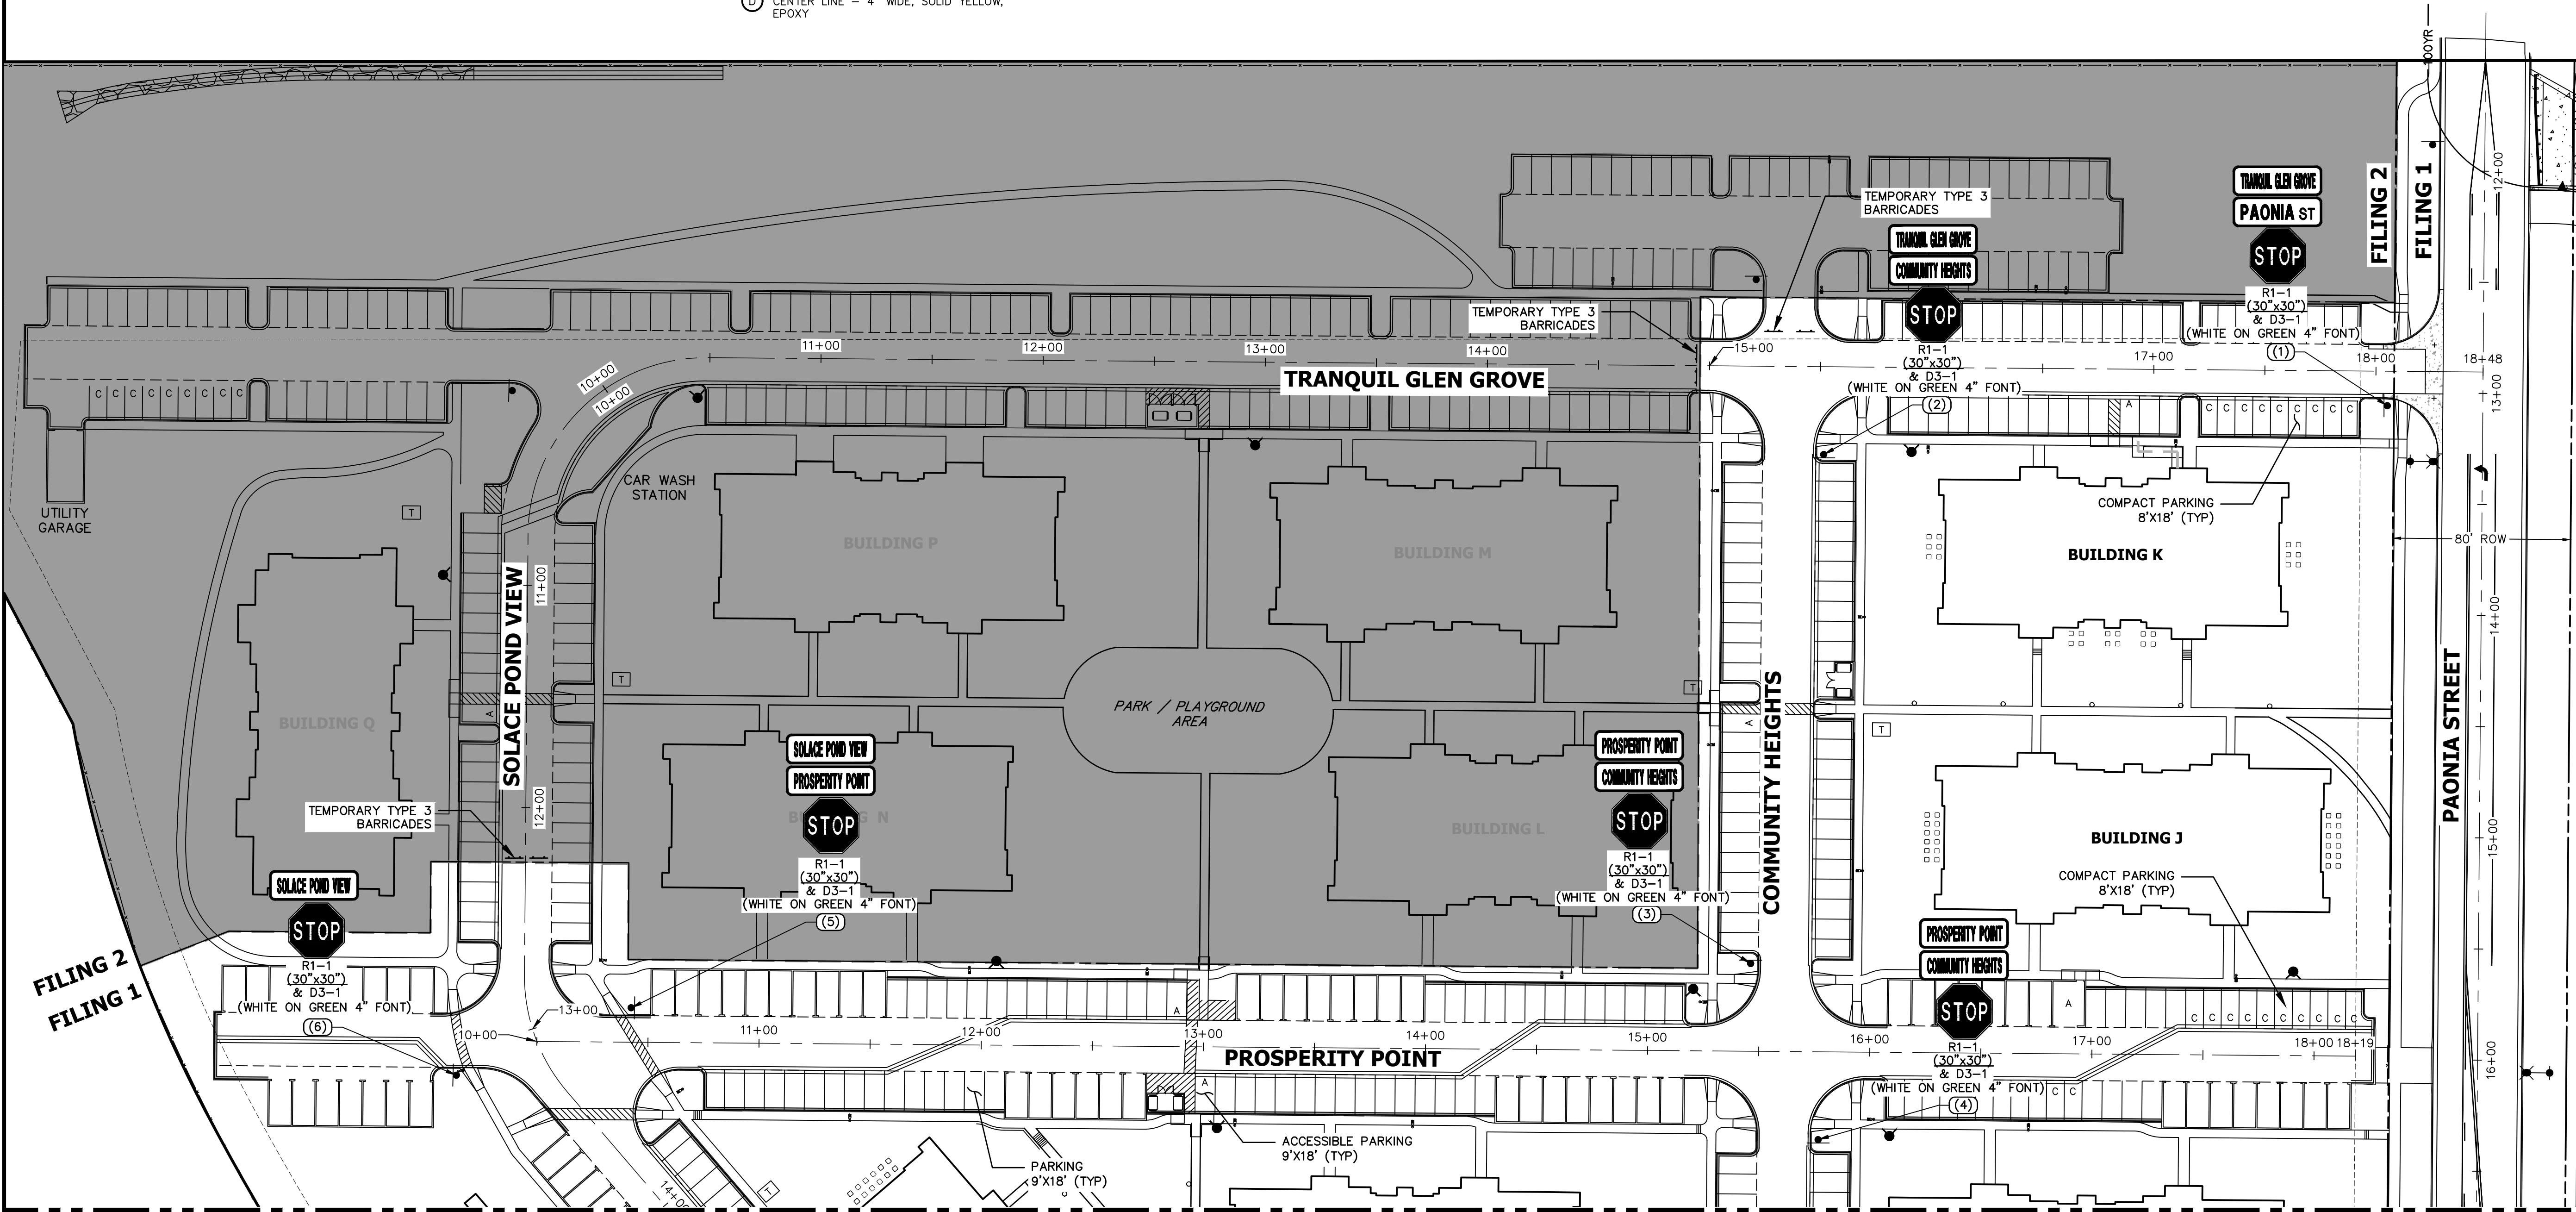 D CENTER LINE – 4" WIDE, SOLID YELLOW,
EPOXY
100YR
FILING 2
FILING 1
12+00
TEMPORARY TYPE 3
BARRICADES
TRANQUIL GLEN GROVE
COMMUNITY HEIGHTS
STOP
R1-1
(30"x30")
& D3-1
(WHITE ON GREEN 4" FONT)
(2)
TRANQUIL GLEN GROVE
PAONIA ST
STOP
R1-1
(30"x30")
& D3-1
(WHITE ON GREEN 4" FONT)
(1)
TEMPORARY TYPE 3
BARRICADES
10+00
10+00
11+00
12+00
13+00
14+00
15+00
17+00
18+00
18+48
13+00
TRANQUIL GLEN GROVE
C C C C C C C C C
A
C C C C C C C C C
UTILITY
GARAGE
T
CAR WASH
STATION
COMPACT PARKING
8'X18' (TYP)
BUILDING P
BUILDING M
BUILDING K
80' ROW
SOLACE POND VIEW
11+00
12+00
14+00
T
T
A
BUILDING Q
PARK / PLAYGROUND
AREA
COMMUNITY HEIGHTS
A
T
PAONIA STREET
15+00
16+00
SOLACE POND VIEW
PROSPERITY POINT
STOP
BUILDING N
R1-1
(30"x30")
& D3-1
(WHITE ON GREEN 4" FONT)
(5)
PROSPERITY POINT
COMMUNITY HEIGHTS
STOP
R1-1
(30"x30")
& D3-1
(WHITE ON GREEN 4" FONT)
(3)
BUILDING L
BUILDING J
TEMPORARY TYPE 3
BARRICADES
COMPACT PARKING
8'X18' (TYP)
SOLACE POND VIEW
STOP
R1-1
(30"x30")
& D3-1
(WHITE ON GREEN 4" FONT)
(6)
FILING 2
FILING 1
PROSPERITY POINT
COMMUNITY HEIGHTS
STOP
R1-1
(30"x30")
& D3-1
(WHITE ON GREEN 4" FONT)
(4)
A
A
C C C C C C C C C C
13+00
10+00
11+00
12+00
13+00
14+00
15+00
16+00
17+00
18+00
18+19
PROSPERITY POINT
A
C C
ACCESSIBLE PARKING
9'X18' (TYP)
PARKING
9'X18' (TYP)
T
14+00